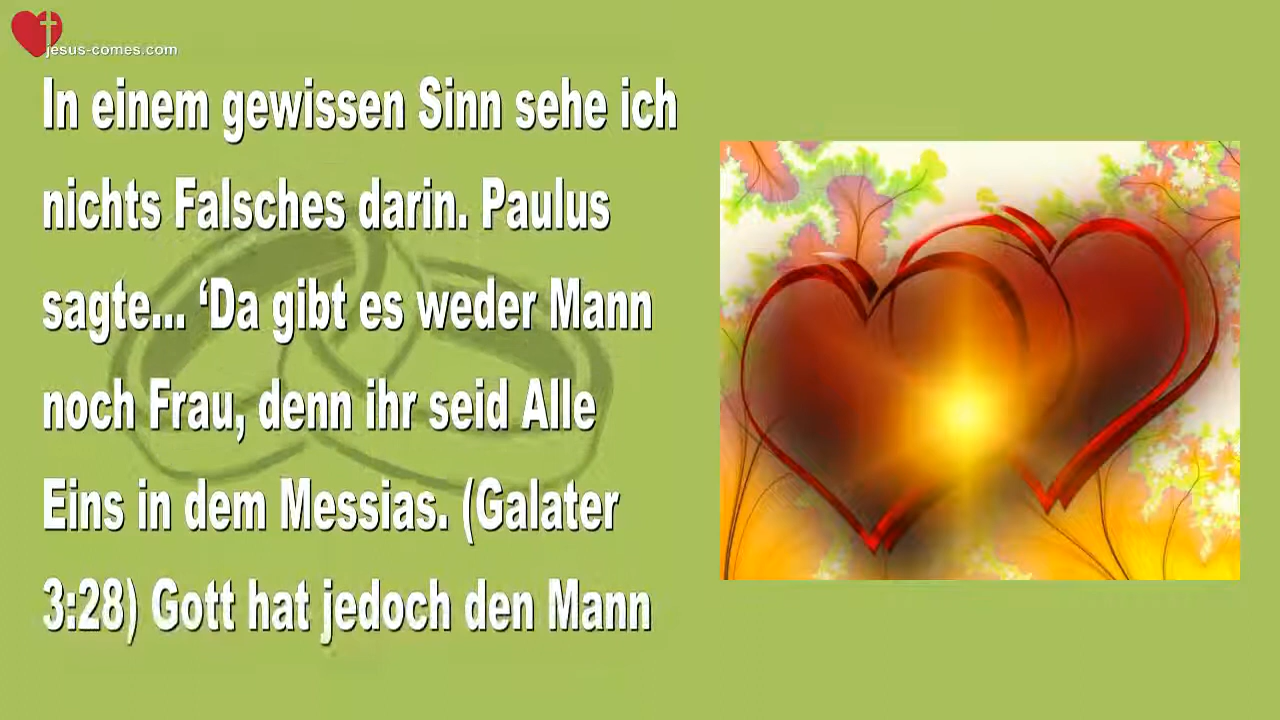 jesus-comes.com
In einem gewissen Sinn sehe ich
nichts Falsches darin. Paulus
sagte... ‘Da gibt es weder Mann
noch Frau, denn ihr seid Alle
Eins in dem Messias. (Galater
3:28) Gott hat jedoch den Mann